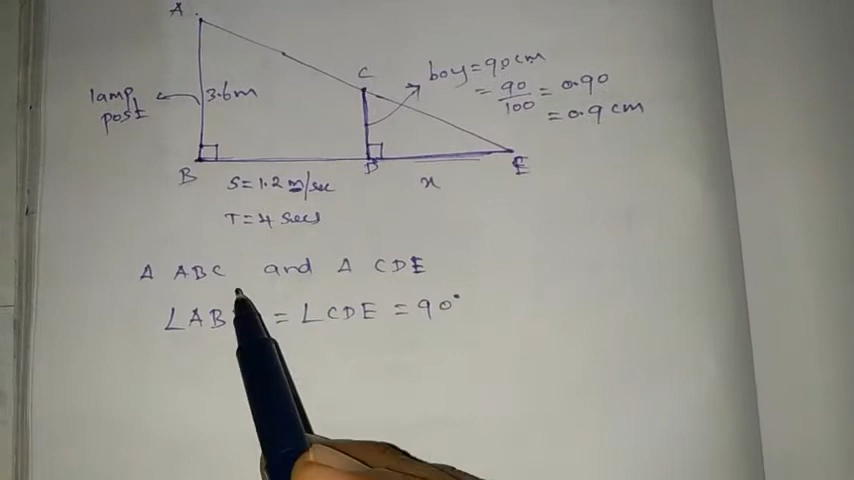 A
C
boy = 90 cm
= 90/100 = 0.90
= 0.9 cm
lamp post
3.6m
B
D
E
S = 1.2 m/sec
x
T = 4 secs
Δ ABC and Δ CDE
∠AB = ∠CDE = 90°